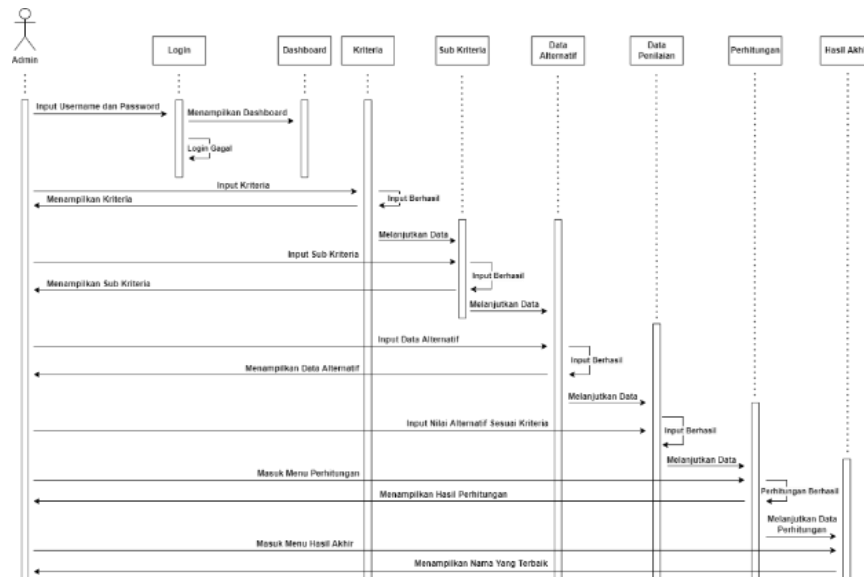 Admin
Login
Dashboard
Kriteria
Sub Kriteria
Data
Alternatif
Data
Penilaian
Perhitungan
Hasil Akhi
Input Username dan Password
Menampilkan Dashboard
Login Gagal
Input Kriteria
Menampilkan Kriteria
Input Berhasil
Melanjutkan Data
Input Sub Kriteria
Input Berhasil
Menampilkan Sub Kriteria
Melanjutkan Data
Input Data Alternatif
Input Berhasil
Menampilkan Data Alternatif
Melanjutkan Data
Input Nilai Alternatif Sesuai Kriteria
Input Berhasil
Melanjutkan Data
Masuk Menu Perhitungan
Perhitungan Berhasil
Menampilkan Hasil Perhitungan
Melanjutkan Data
Perhitungan
Masuk Menu Hasil Akhir
Menampilkan Nama Yang Terbaik